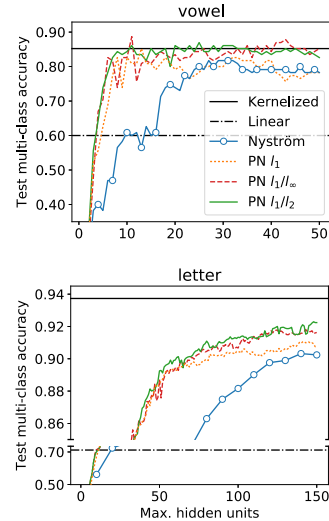 vowel
Test multi-class accuracy
0.90
0.80
0.70
0.60
0.50
0.40
Kernelized
Linear
Nyström
PN l₁
PN l₁/l∞
PN l₁/l₂
0 10 20 30 40 50
letter
Test multi-class accuracy
0.94
0.92
0.90
0.88
0.86
0.70
0.50
0 50 100 150
Max. hidden units